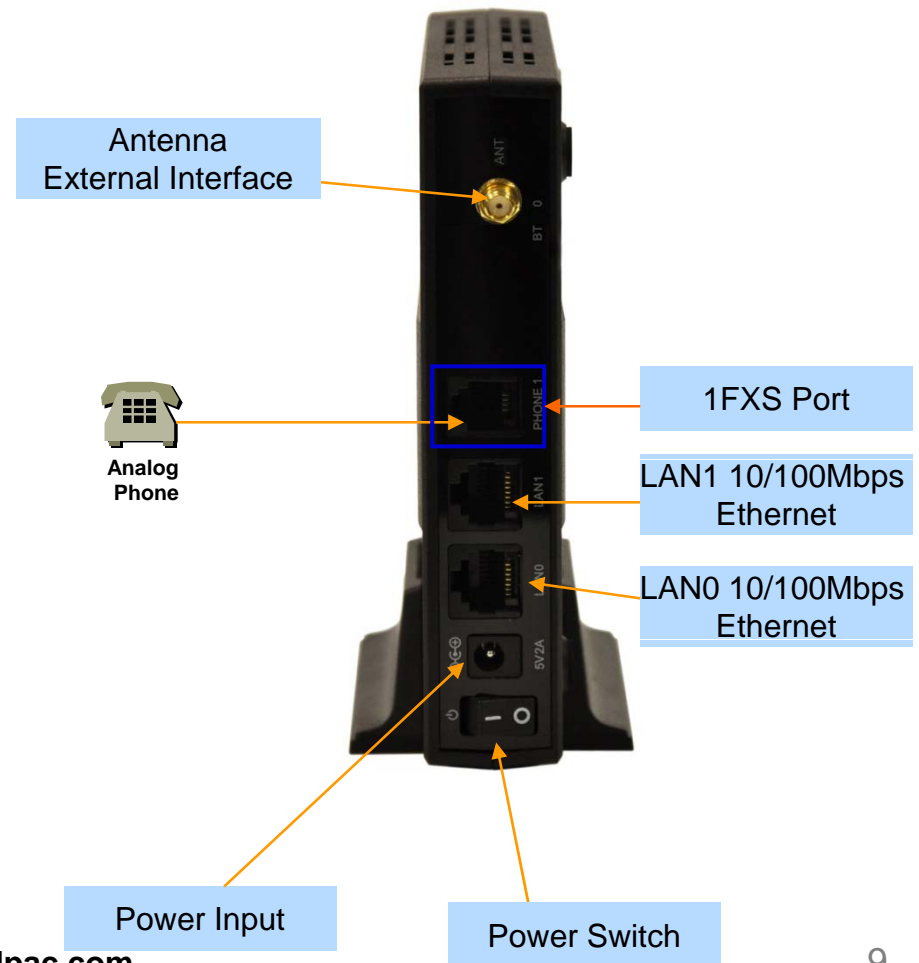 Antenna
External Interface
ANT
BT 0
PHONE 1
1FXS Port
Analog
Phone
LAN1
LAN1 10/100Mbps
Ethernet
LAN0
LAN0 10/100Mbps
Ethernet
5V2A
Power Input
Power Switch
9